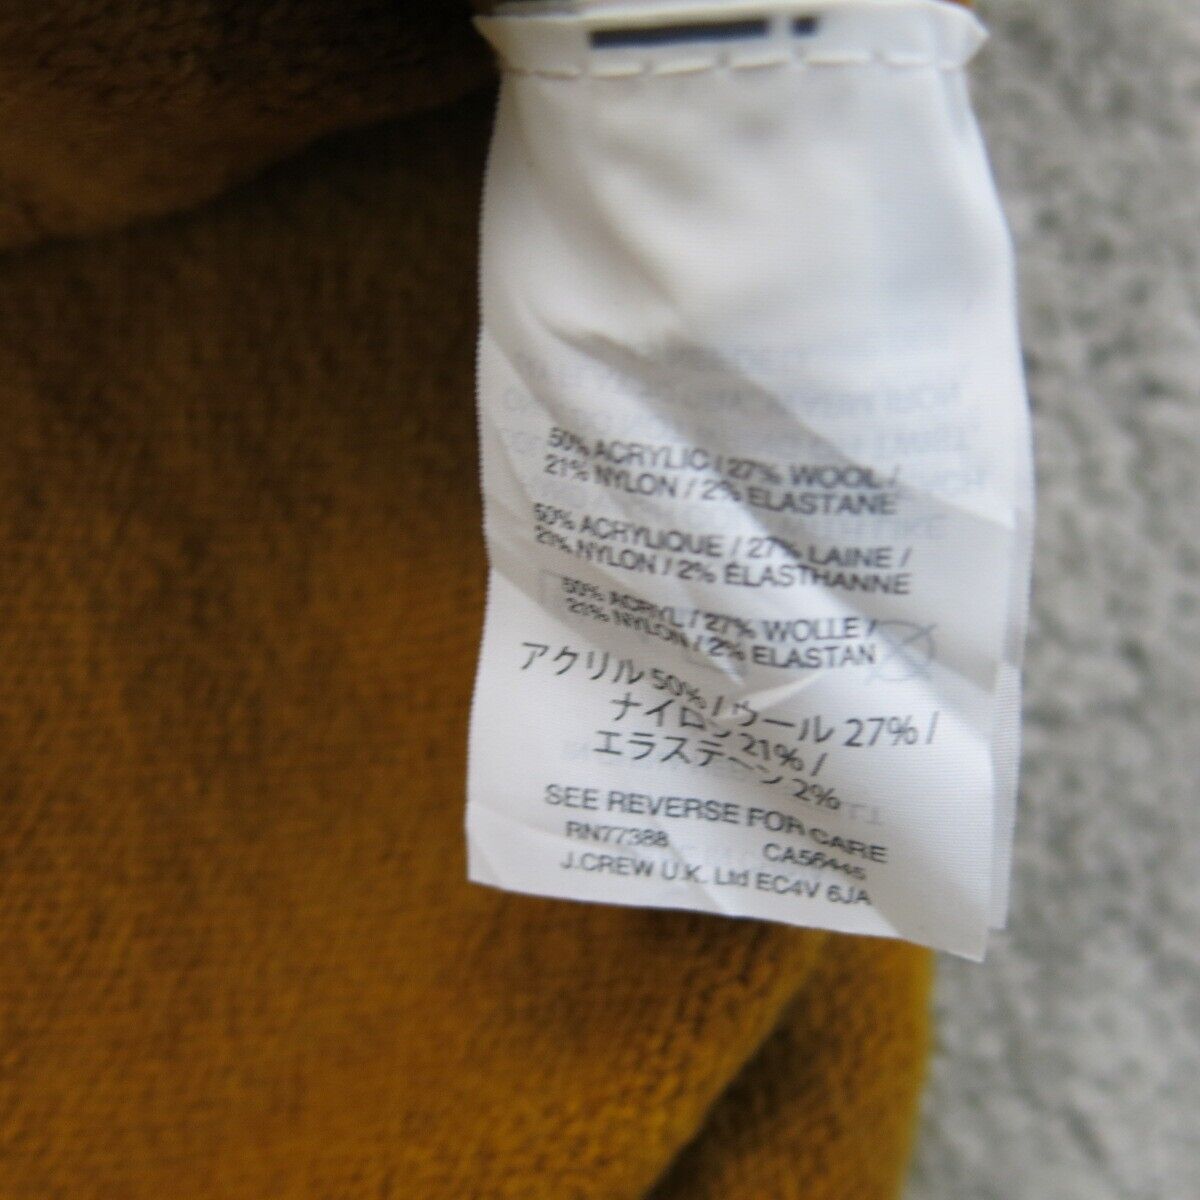 50% ACRYLIC / 27% WOOL /
21% NYLON / 2% ELASTANE
50% ACRYLIQUE / 27% LAINE /
21% NYLON / 2% ÉLASTHANNE
50% ACRYL / 27% WOLLE /
21% NYLON / 2% ELASTAN
アクリル 50% / ウール 27% /
ナイロン 21% /
エラステーン 2%
SEE REVERSE FOR CARE
RN77388 CA56445
J.CREW U.K. Ltd EC4V 6JA